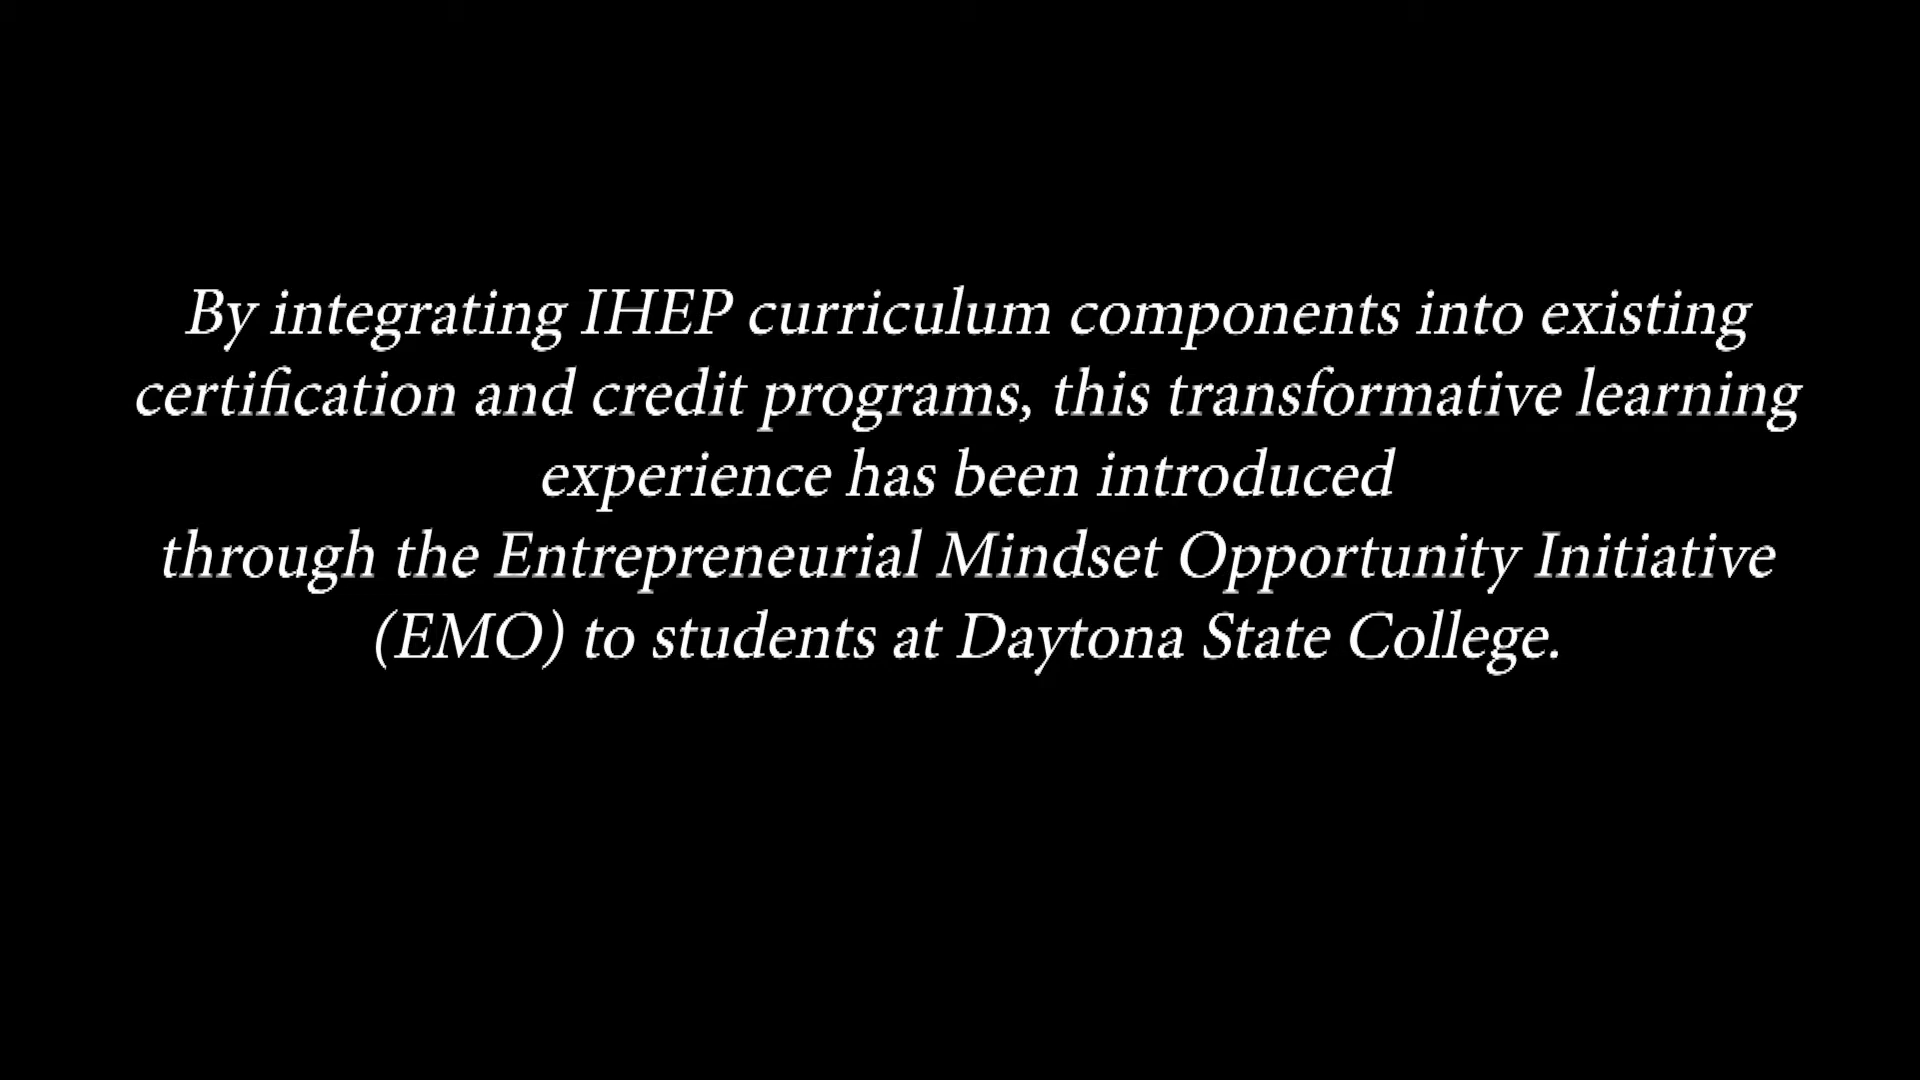 By integrating IHEP curriculum components into existing
certification and credit programs, this transformative learning
experience has been introduced
through the Entrepreneurial Mindset Opportunity Initiative
(EMO) to students at Daytona State College.